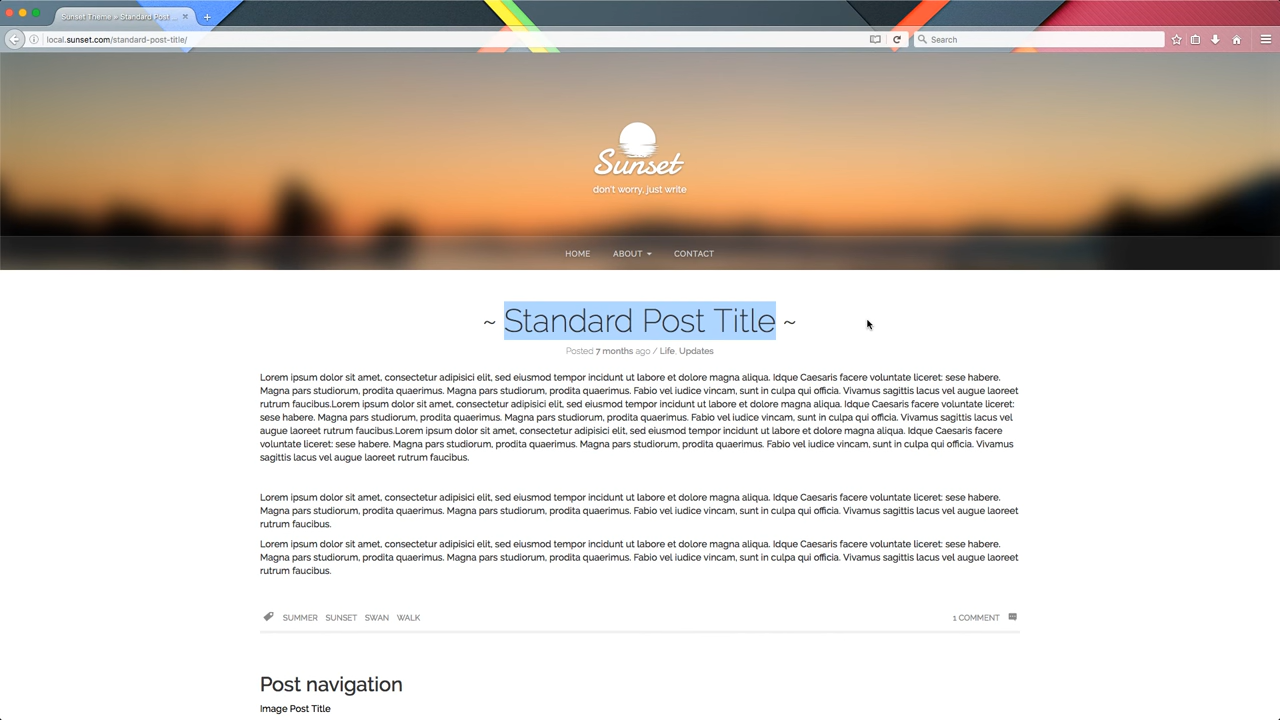 Sunset Theme » Standard Post ...
local.sunset.com/standard-post-title/
Search
Sunset
don't worry, just write
HOME ABOUT CONTACT
~ Standard Post Title ~
Posted 7 months ago / Life, Updates
Lorem ipsum dolor sit amet, consectetur adipisici elit, sed eiusmod tempor incidunt ut labore et dolore magna aliqua. Idque Caesaris facere voluntate liceret: sese habere.
Magna pars studiorum, prodita quaerimus. Magna pars studiorum, prodita quaerimus. Fabio vel iudice vincam, sunt in culpa qui officia. Vivamus sagittis lacus vel augue laoreet
rutrum faucibus.Lorem ipsum dolor sit amet, consectetur adipisici elit, sed eiusmod tempor incidunt ut labore et dolore magna aliqua. Idque Caesaris facere voluntate liceret:
sese habere. Magna pars studiorum, prodita quaerimus. Magna pars studiorum, prodita quaerimus. Fabio vel iudice vincam, sunt in culpa qui officia. Vivamus sagittis lacus vel
augue laoreet rutrum faucibus.Lorem ipsum dolor sit amet, consectetur adipisici elit, sed eiusmod tempor incidunt ut labore et dolore magna aliqua. Idque Caesaris facere
voluntate liceret: sese habere. Magna pars studiorum, prodita quaerimus. Magna pars studiorum, prodita quaerimus. Fabio vel iudice vincam, sunt in culpa qui officia. Vivamus
sagittis lacus vel augue laoreet rutrum faucibus.
Lorem ipsum dolor sit amet, consectetur adipisici elit, sed eiusmod tempor incidunt ut labore et dolore magna aliqua. Idque Caesaris facere voluntate liceret: sese habere.
Magna pars studiorum, prodita quaerimus. Magna pars studiorum, prodita quaerimus. Fabio vel iudice vincam, sunt in culpa qui officia. Vivamus sagittis lacus vel augue laoreet
rutrum faucibus.
Lorem ipsum dolor sit amet, consectetur adipisici elit, sed eiusmod tempor incidunt ut labore et dolore magna aliqua. Idque Caesaris facere voluntate liceret: sese habere.
Magna pars studiorum, prodita quaerimus. Magna pars studiorum, prodita quaerimus. Fabio vel iudice vincam, sunt in culpa qui officia. Vivamus sagittis lacus vel augue laoreet
rutrum faucibus.
SUMMER SUNSET SWAN WALK 1 COMMENT
Post navigation
Image Post Title